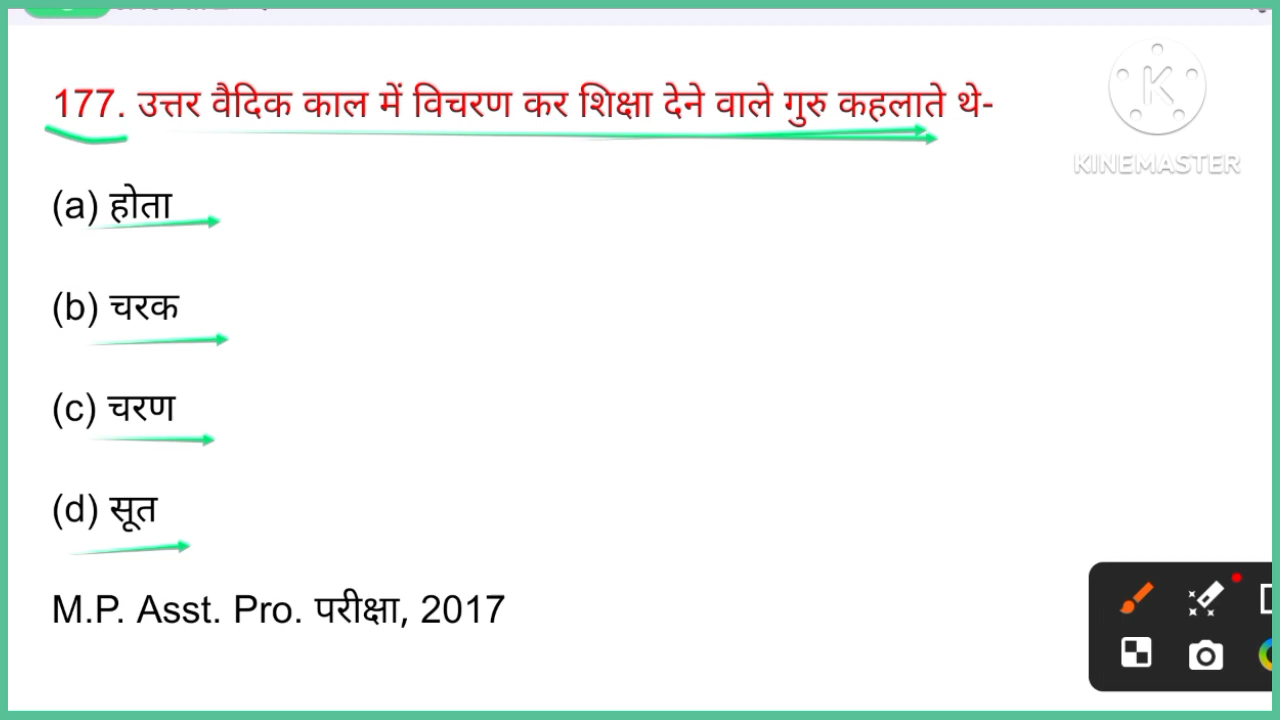 177. उत्तर वैदिक काल में विचरण कर शिक्षा देने वाले गुरु कहलाते थे-
K
KINEMASTER
(a) होता
(b) चरक
(c) चरण
(d) सूत
M.P. Asst. Pro. परीक्षा, 2017